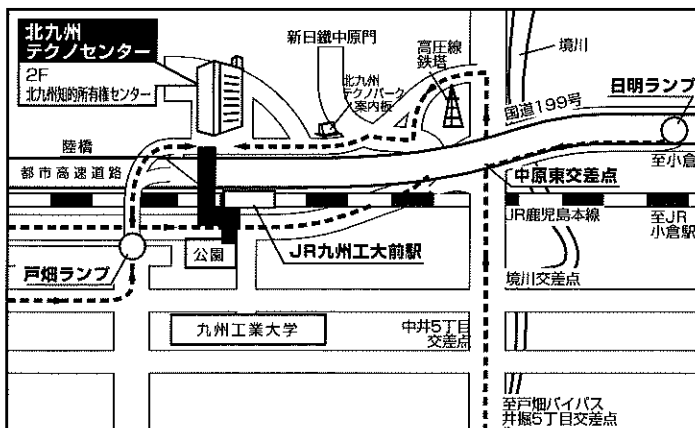 北九州
テクノセンター
2F
北九州知的所有権センター
新日鐵中原門
高圧線
鉄塔
境川
日明ランプ
北九州
テクノパーク
案内板
国道199号
陸橋
都市高速道路
至小倉
中原東交差点
JR鹿児島本線
至JR
小倉駅
戸畑ランプ
公園
JR九州工大前駅
境川交差点
九州工業大学
中井5丁目
交差点
至戸畑バイパス
井堀5丁目交差点